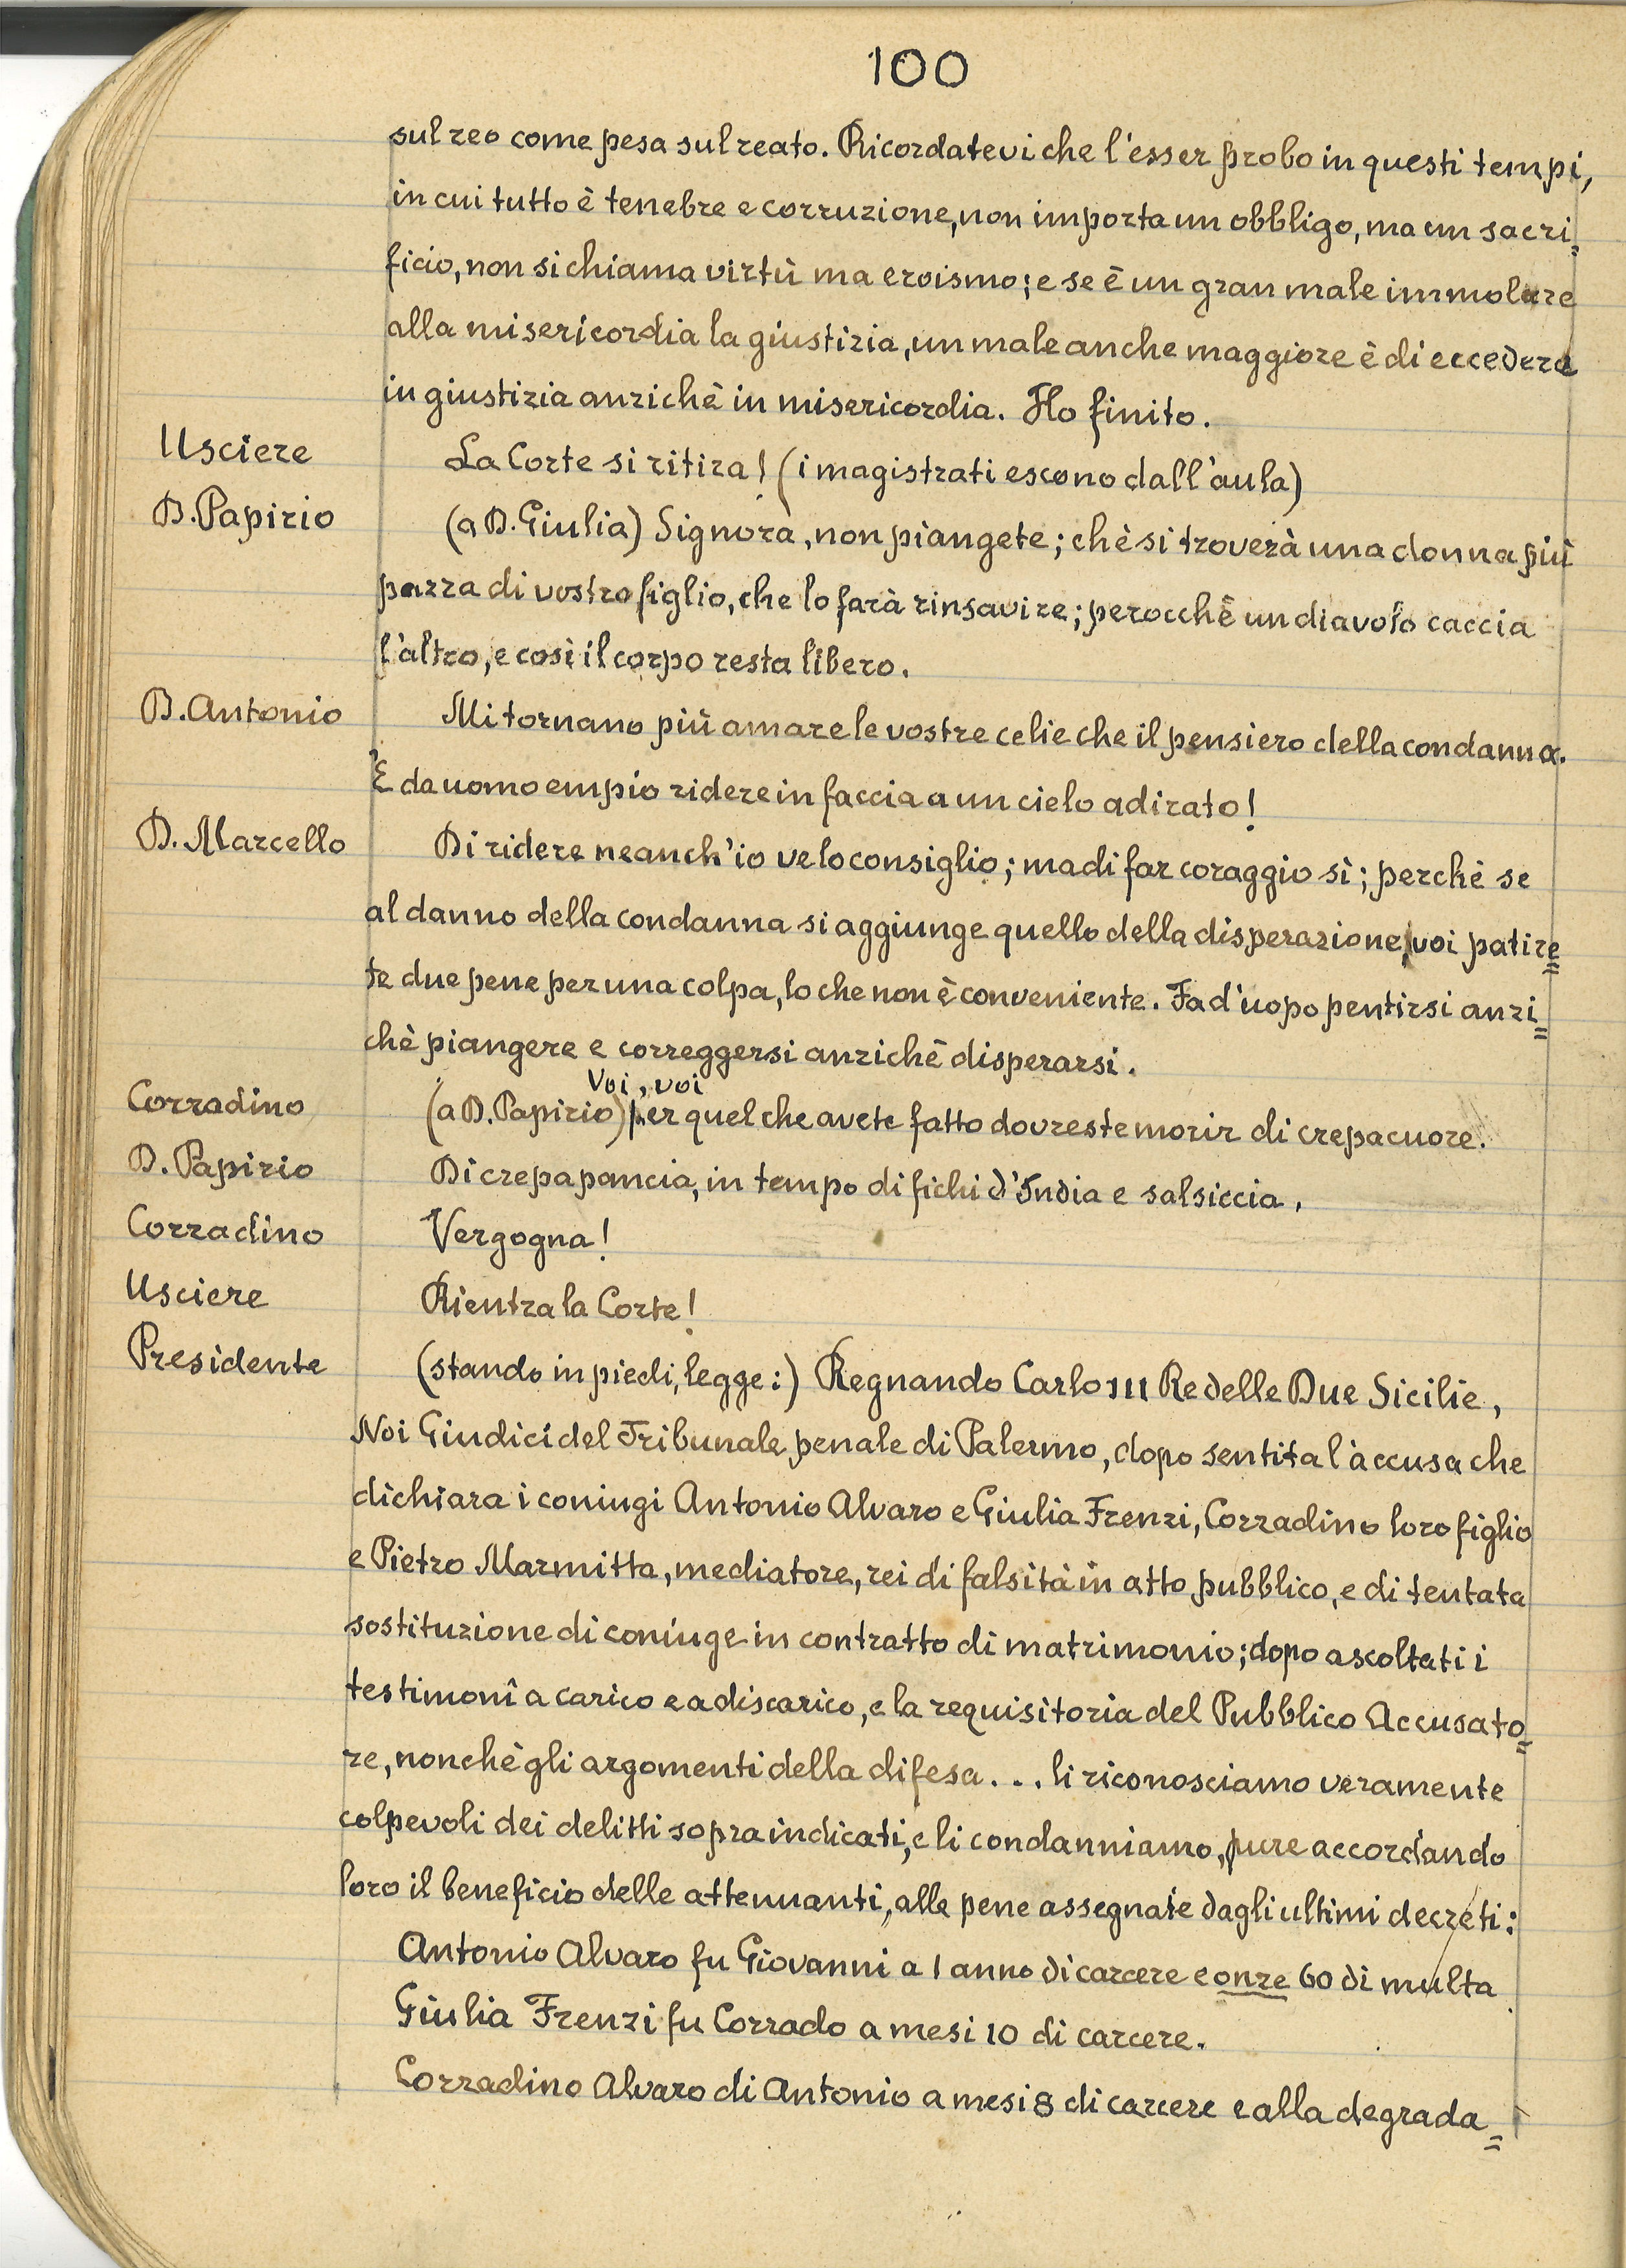 100
sul reo come pesa sul reato. Ricordatevi che l'esser probo in questi tempi,
in cui tutto è tenebre e corruzione, non importa un obbligo, ma un sacri=
ficio, non si chiama virtù ma eroismo; e se è un gran male immolare
alla misericordia la giustizia, un male anche maggiore è di eccedere
in giustizia anzichè in misericordia. Ho finito.
Usciere La Corte si ritira! (i magistrati escono dall'aula)
D. Papirio (a D. Giulia) Signora, non piangete; chè si troverà una donna più
pazza di vostro figlio, che lo farà rinsavire; perocchè un diavolo caccia
l'altro, e così il corpo resta libero.
D. Antonio Mi tornano più amare le vostre celie che il pensiero della condanna.
È da uomo empio ridere in faccia a un cielo adirato!
D. Marcello Di ridere neanch'io ve lo consiglio; ma di far coraggio sì; perchè se
al danno della condanna si aggiunge quello della disperazione, voi patire=
te due pene per una colpa, lo che non è conveniente. Fa d'uopo pentirsi anzi=
chè piangere e correggersi anzichè disperarsi.
Corradino (a D. Papirio) Voi, voi per quel che avete fatto dovreste morir di crepacuore.
D. Papirio Di crepapancia, in tempo di fichi d'India e salsiccia.
Corradino Vergogna!
Usciere Rientra la Corte!
Presidente (stando in piedi, legge:) Regnando Carlo III Re delle Due Sicilie,
Noi Giudici del Tribunale penale di Palermo, dopo sentita l'accusa che
dichiara i coniugi Antonio Alvaro e Giulia Frenzi, Corradino loro figlio
e Pietro Marmitta, mediatore, rei di falsità in atto pubblico, e di tentata
sostituzione di coniuge in contratto di matrimonio; dopo ascoltati i
testimonî a carico e a discarico, e la requisitoria del Pubblico Accusato=
re, nonchè gli argomenti della difesa... li riconosciamo veramente
colpevoli dei delitti sopra indicati, e li condanniamo, pure accordando
loro il beneficio delle attenuanti, alle pene assegnate dagli ultimi decreti:
Antonio Alvaro fu Giovanni a 1 anno di carcere e onze 60 di multa
Giulia Frenzi fu Corrado a mesi 10 di carcere.
Corradino Alvaro di Antonio a mesi 8 di carcere e alla degrada=